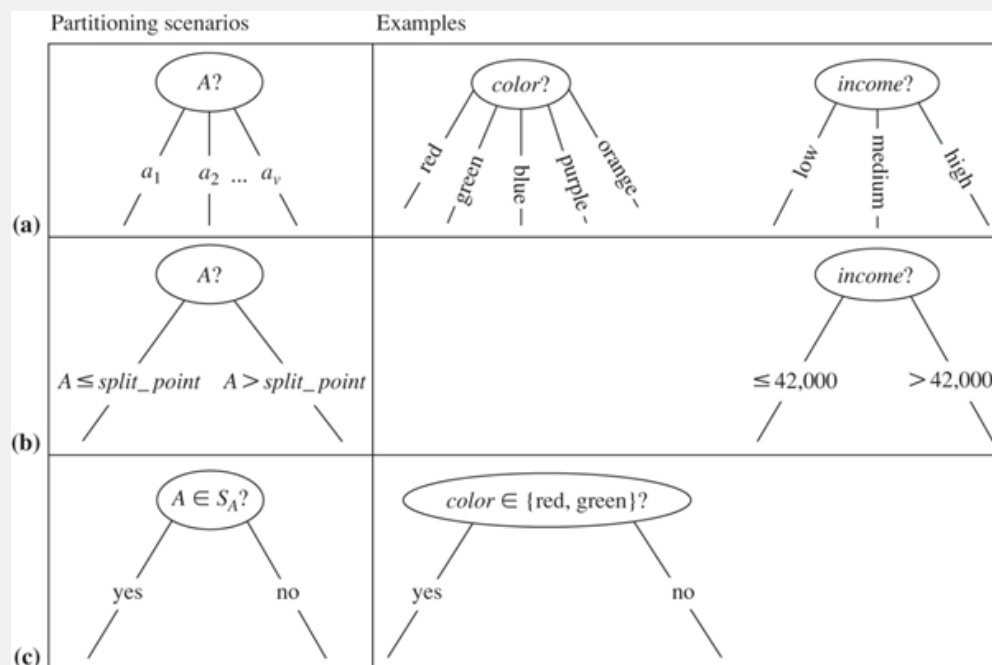 Partitioning scenarios Examples
A? color? income?
a1 a2 ... av red green blue purple orange low medium high
(a)
A? income?
A ≤ split_point A > split_point ≤ 42,000 > 42,000
(b)
A ∈ SA? color ∈ {red, green}?
yes no yes no
(c)